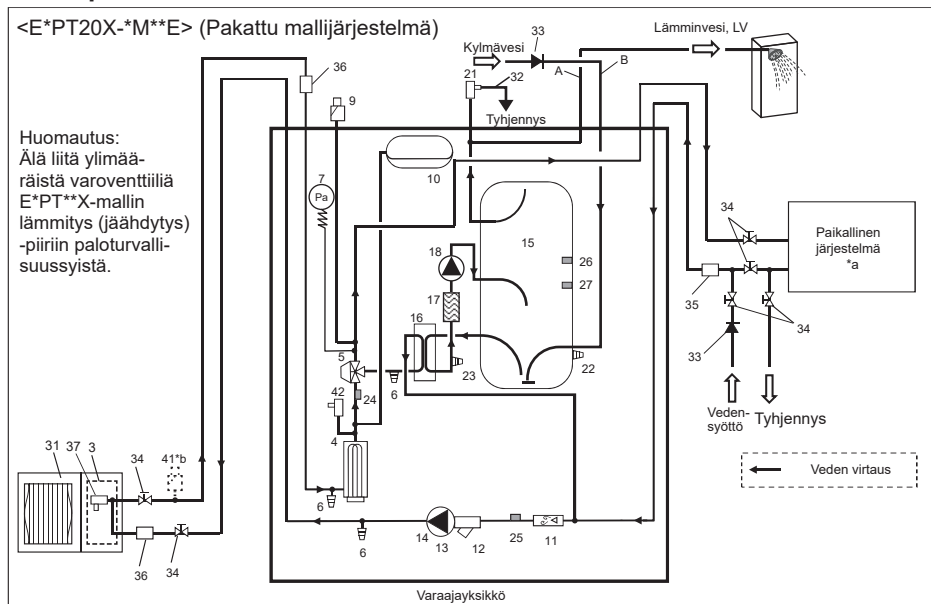 <E*PT20X-*M**E> (Pakattu mallijärjestelmä)
Huomautus:
Älä liitä ylimää-
räistä varoventtiiliä
E*PT**X-mallin
lämmitys (jäähdytys)
-piiriin paloturvalli-
suussyistä.
36
9
7
Pa
Kylmävesi
33
21
32
Tyhjennys
A
B
Lämminvesi, LV
10
15
18
17
16
26
27
5
6
23
22
24
42
4
34
Paikallinen
järjestelmä
*a
35
34
33
Veden-
syöttö
Tyhjennys
Veden virtaus
31
37
3
34
41*b
36
34
6
6
14
13
12
25
11
Varaajayksikkö